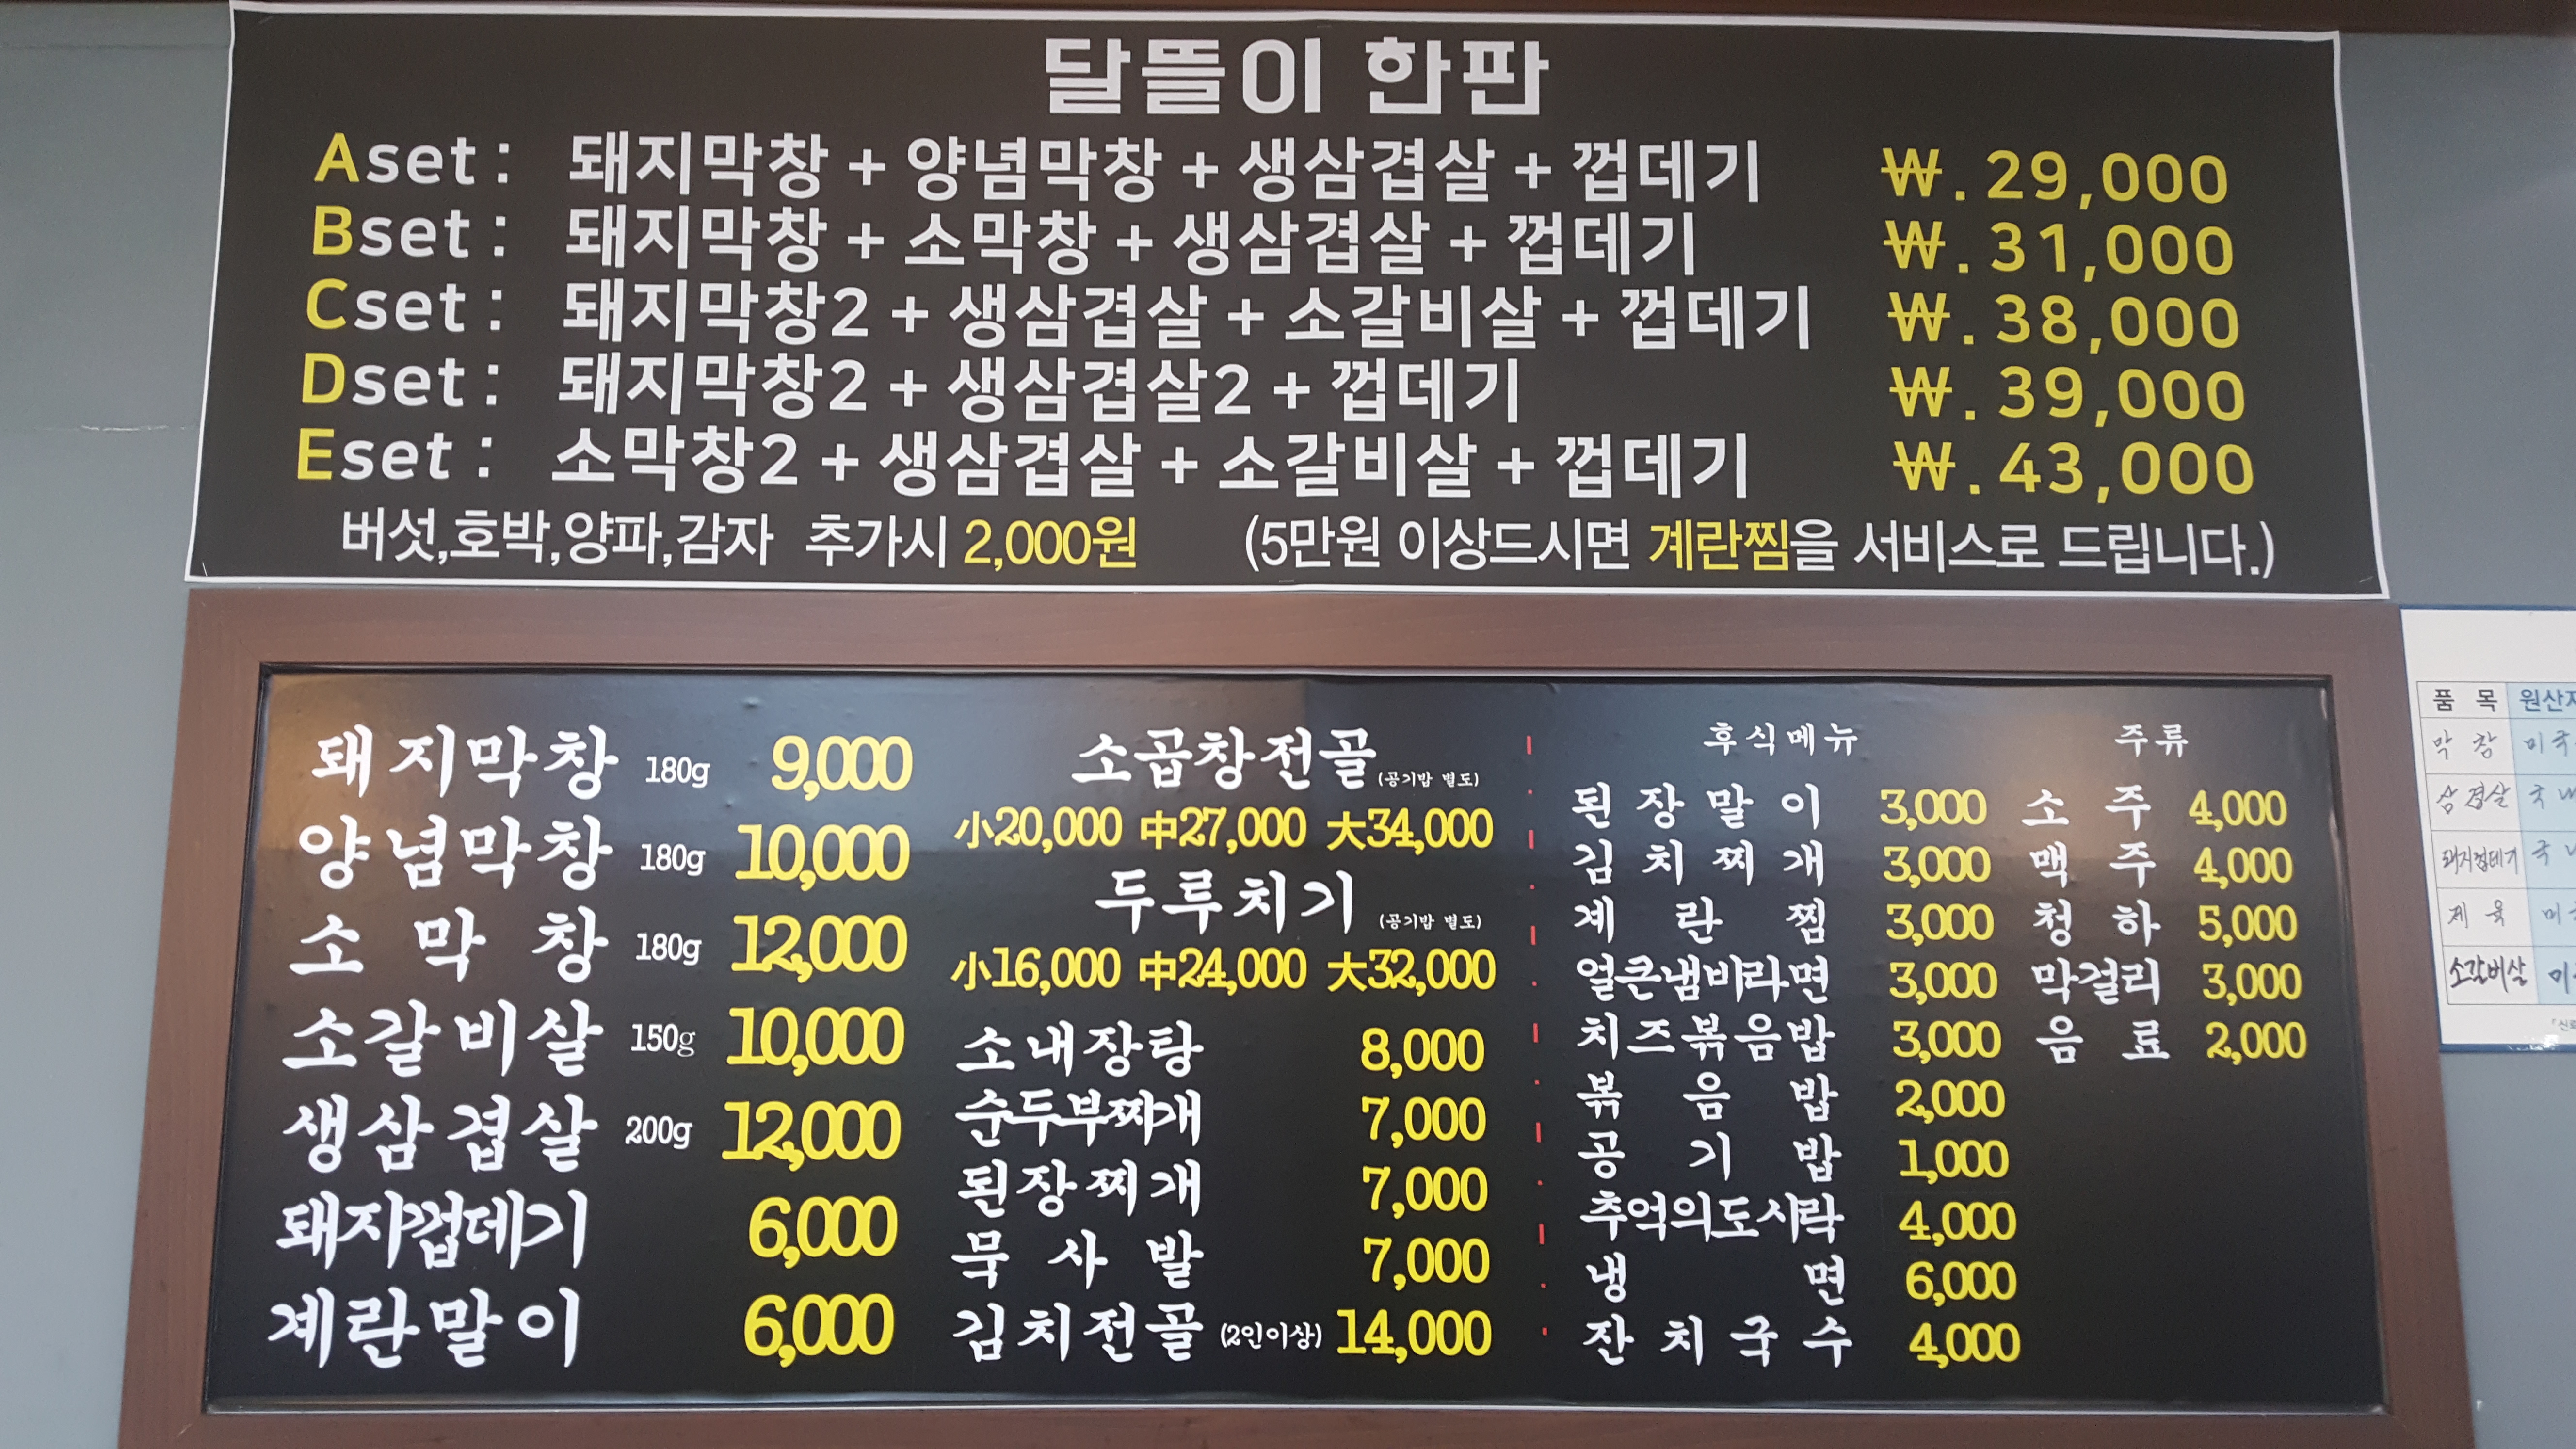 달뜰이 한판
Aset : 돼지막창 + 양념막창 + 생삼겹살 + 껍데기 ₩. 29,000
Bset : 돼지막창 + 소막창 + 생삼겹살 + 껍데기 ₩. 31,000
Cset : 돼지막창2 + 생삼겹살 + 소갈비살 + 껍데기 ₩. 38,000
Dset : 돼지막창2 + 생삼겹살2 + 껍데기 ₩. 39,000
Eset : 소막창2 + 생삼겹살 + 소갈비살 + 껍데기 ₩. 43,000
버섯,호박,양파,감자 추가시 2,000원 (5만원 이상드시면 계란찜을 서비스로 드립니다.)
돼지막창 180g 9,000
양념막창 180g 10,000
소막창 180g 12,000
소갈비살 150g 10,000
생삼겹살 200g 12,000
돼지껍데기 6,000
계란말이 6,000
소곱창전골 (공기밥 별도)
小20,000 中27,000 大34,000
두루치기 (공기밥 별도)
小16,000 中24,000 大32,000
소내장탕 8,000
순두부찌개 7,000
된장찌개 7,000
묵사발 7,000
김치전골 (2인이상) 14,000
후식메뉴
된장말이 3,000
김치찌개 3,000
계란찜 3,000
얼큰냄비라면 3,000
치즈볶음밥 3,000
볶음밥 2,000
공기밥 1,000
추억의도시락 4,000
냉면 6,000
잔치국수 4,000
주류
소주 4,000
맥주 4,000
청하 5,000
막걸리 3,000
음료 2,000
품목 원산지
막창 미국
삼겹살 국내
돼지껍데기 국내
제육 미국
소갈비살 미